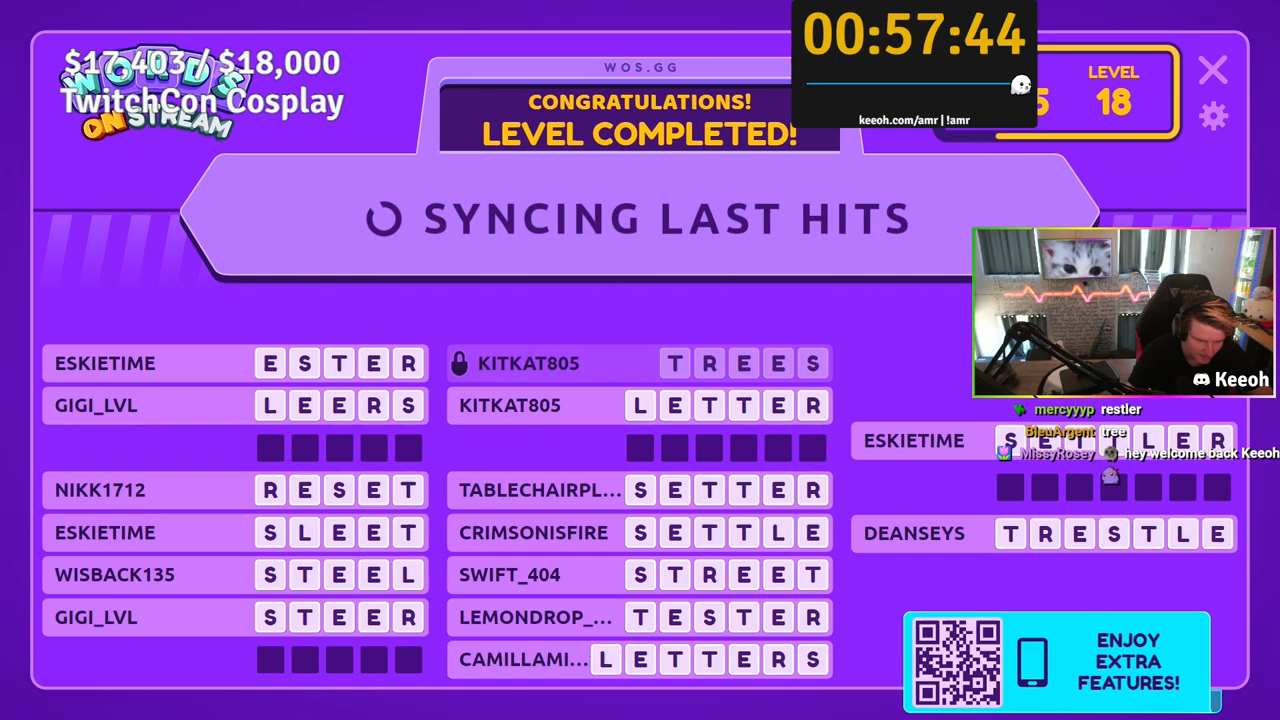 $17,403 / $18,000
TwitchCon Cosplay
WORDS
ON STREAM
WOS.GG
CONGRATULATIONS!
LEVEL COMPLETED!
00:57:44
keeoh.com/amr | !amr
5
LEVEL
18
SYNCING LAST HITS
Keeoh
mercyyyp restler
BleuArgent tree
MissyRosey hey welcome back Keeoh
ESKIETIME ESTER
GIGI_LVL LEERS
NIKK1712 RESET
ESKIETIME SLEET
WISBACK135 STEEL
GIGI_LVL STEER
KITKAT805 TREES
KITKAT805 LETTER
TABLECHAIRPL... SETTER
CRIMSONISFIRE SETTLE
SWIFT_404 STREET
LEMONDROP_... TESTER
CAMILLAMI... LETTERS
ESKIETIME SETTLER
DEANSEYS TRESTLE
ENJOY
EXTRA
FEATURES!